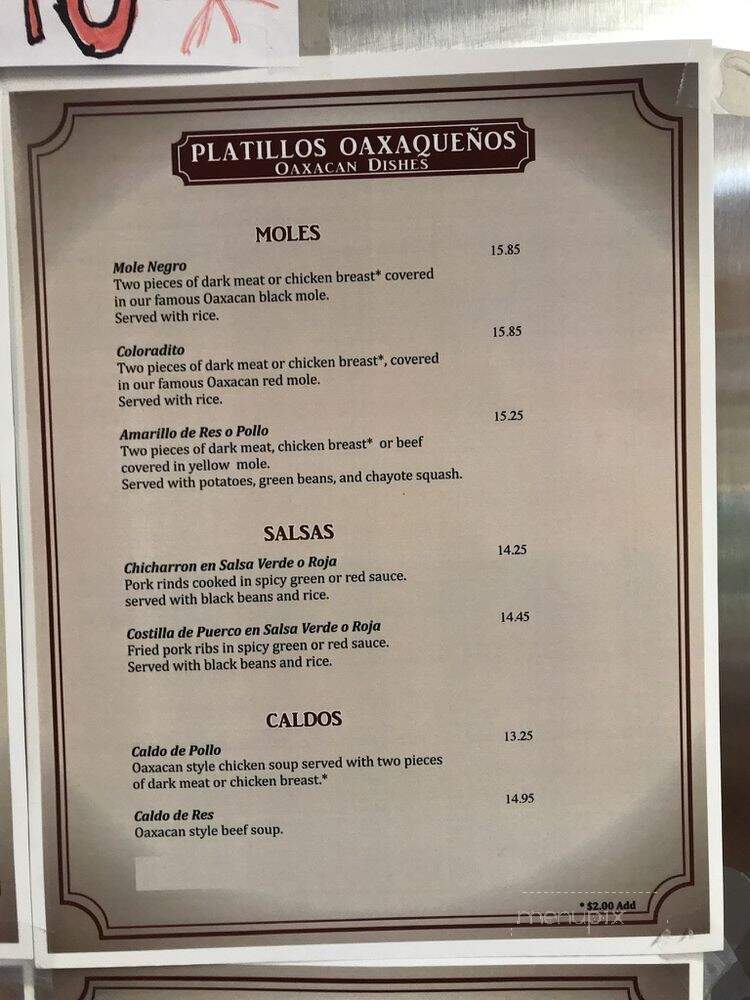 PLATILLOS OAXAQUEÑOS
OAXACAN DISHES
MOLES
Mole Negro 15.85
Two pieces of dark meat or chicken breast* covered
in our famous Oaxacan black mole.
Served with rice.
Coloradito 15.85
Two pieces of dark meat or chicken breast*, covered
in our famous Oaxacan red mole.
Served with rice.
Amarillo de Res o Pollo 15.25
Two pieces of dark meat, chicken breast* or beef
covered in yellow mole.
Served with potatoes, green beans, and chayote squash.
SALSAS
Chicharron en Salsa Verde o Roja 14.25
Pork rinds cooked in spicy green or red sauce.
served with black beans and rice.
Costilla de Puerco en Salsa Verde o Roja 14.45
Fried pork ribs in spicy green or red sauce.
Served with black beans and rice.
CALDOS
Caldo de Pollo 13.25
Oaxacan style chicken soup served with two pieces
of dark meat or chicken breast.*
Caldo de Res 14.95
Oaxacan style beef soup.
* $2.00 Add
menupix